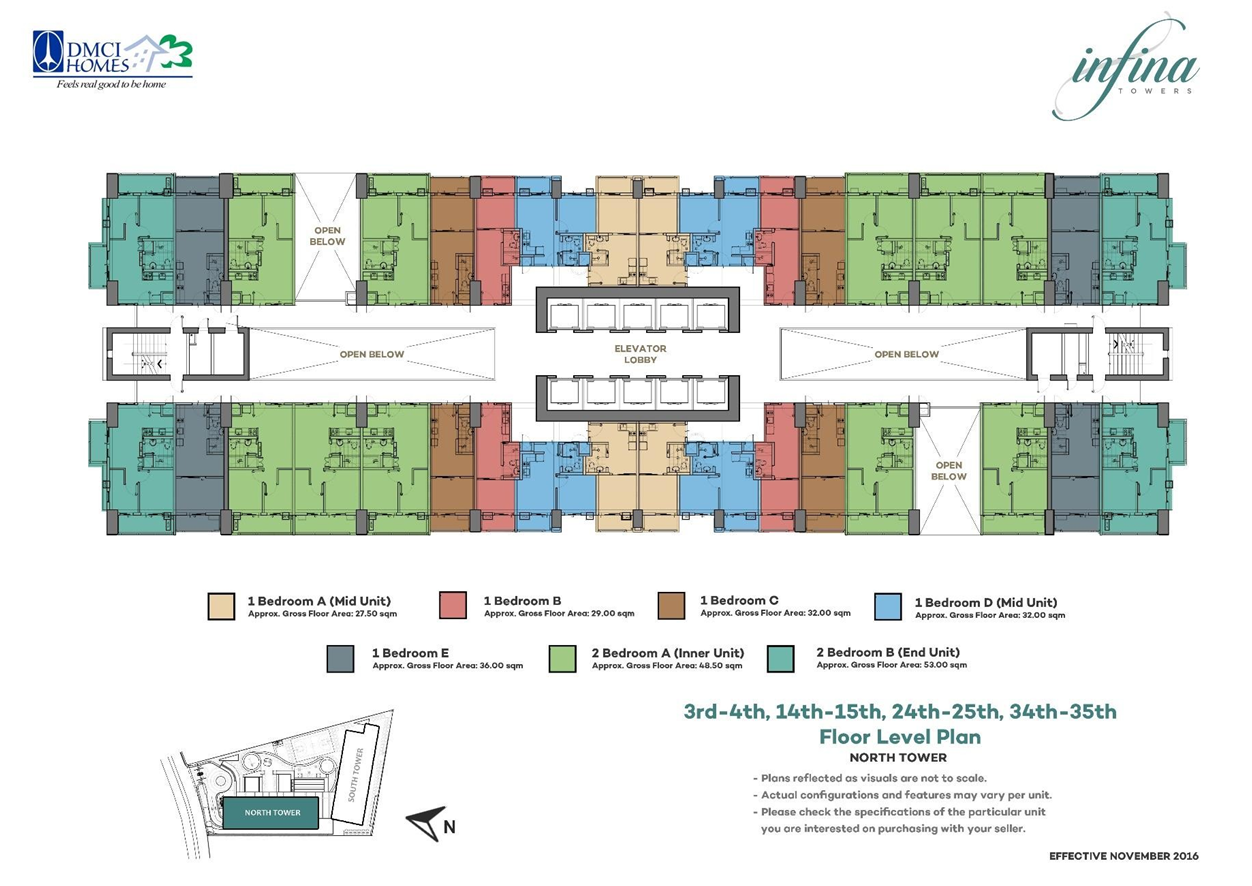 DMCI
HOMES
Feels real good to be home
infina
TOWERS
OPEN
BELOW
OPEN BELOW
ELEVATOR
LOBBY
OPEN BELOW
OPEN
BELOW
1 Bedroom A (Mid Unit)
Approx. Gross Floor Area: 27.50 sqm
1 Bedroom B
Approx. Gross Floor Area: 29.00 sqm
1 Bedroom C
Approx. Gross Floor Area: 32.00 sqm
1 Bedroom D (Mid Unit)
Approx. Gross Floor Area: 32.00 sqm
1 Bedroom E
Approx. Gross Floor Area: 36.00 sqm
2 Bedroom A (Inner Unit)
Approx. Gross Floor Area: 48.50 sqm
2 Bedroom B (End Unit)
Approx. Gross Floor Area: 53.00 sqm
3rd-4th, 14th-15th, 24th-25th, 34th-35th
Floor Level Plan
NORTH TOWER
- Plans reflected as visuals are not to scale.
- Actual configurations and features may vary per unit.
- Please check the specifications of the particular unit
you are interested on purchasing with your seller.
SOUTH TOWER
NORTH TOWER
N
EFFECTIVE NOVEMBER 2016